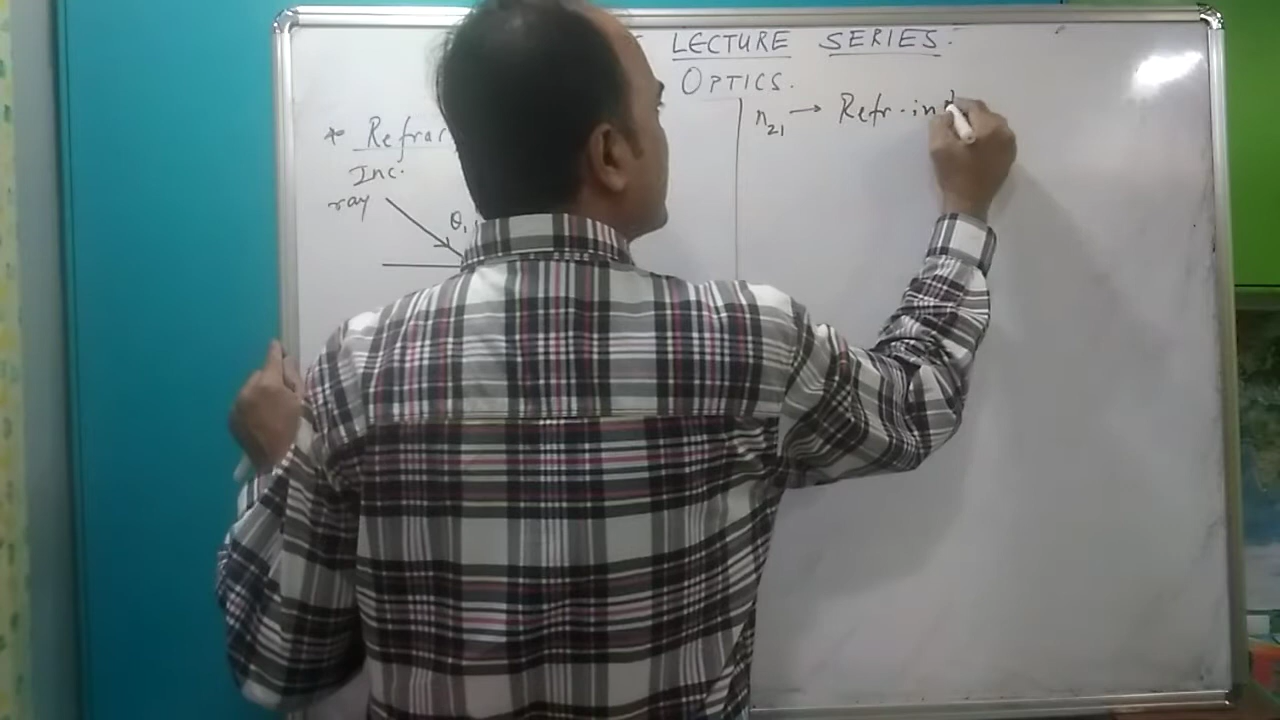 LECTURE SERIES.
OPTICS.
* Refrac
Inc.
ray
θ₁
n₂₁ → Refr-ind